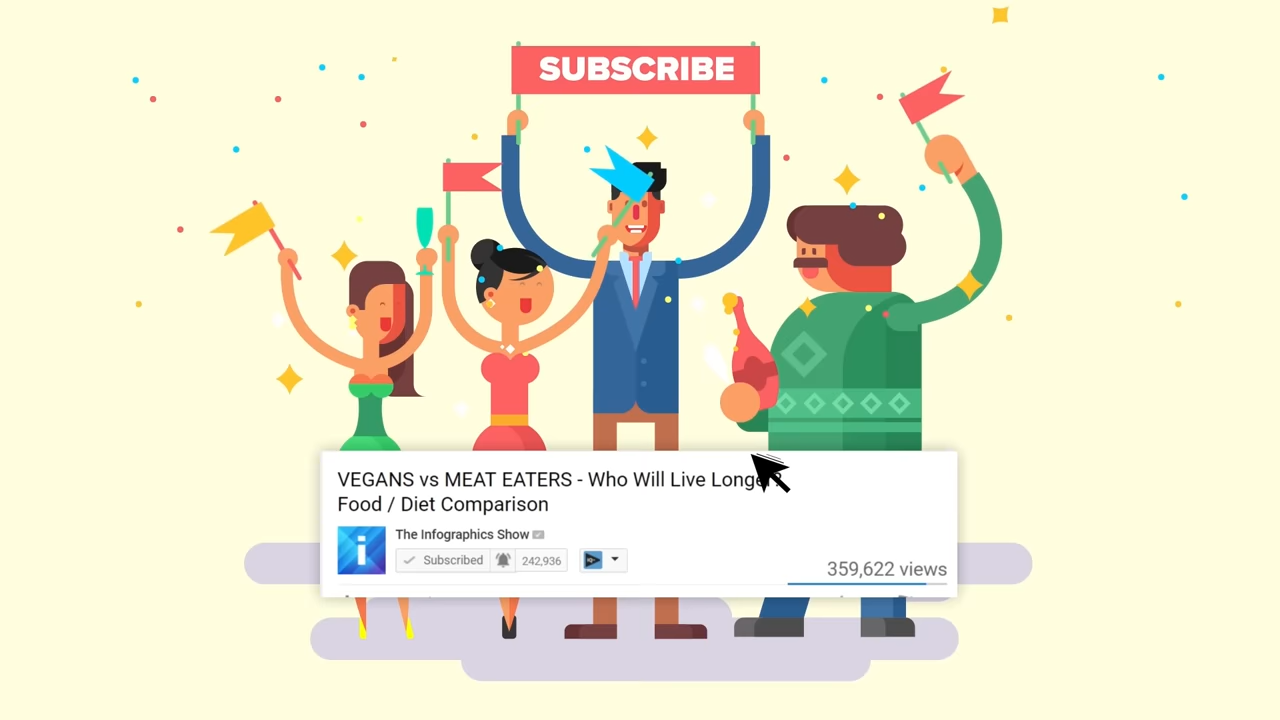 SUBSCRIBE
VEGANS vs MEAT EATERS - Who Will Live Longer?
Food / Diet Comparison
The Infographics Show
Subscribed 242,936
359,622 views